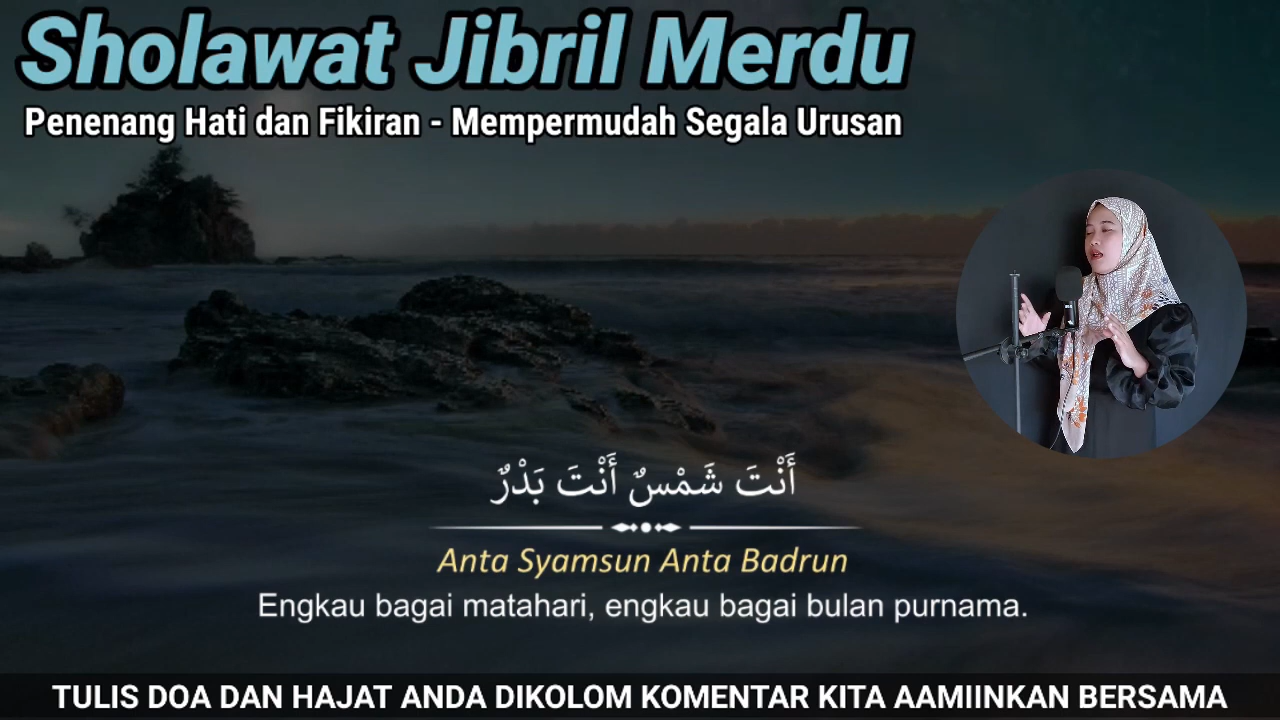 Sholawat Jibril Merdu
Penenang Hati dan Fikiran - Mempermudah Segala Urusan
أَنْتَ شَمْسٌ أَنْتَ بَدْرٌ
Anta Syamsun Anta Badrun
Engkau bagai matahari, engkau bagai bulan purnama.
TULIS DOA DAN HAJAT ANDA DIKOLOM KOMENTAR KITA AAMIINKAN BERSAMA